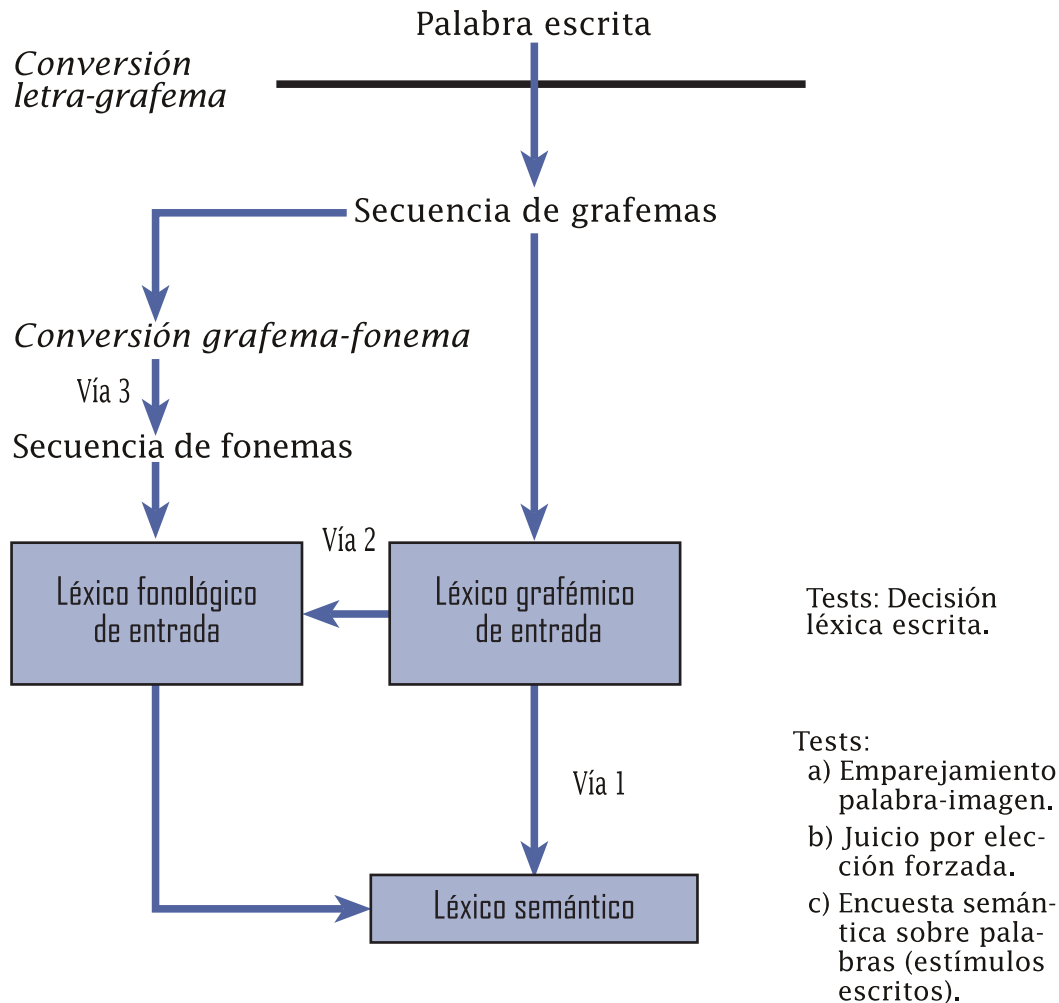 Palabra escrita
Conversión
letra-grafema
Secuencia de grafemas
Conversión grafema-fonema
Vía 3
Secuencia de fonemas
Vía 2
Léxico fonológico
de entrada
Léxico grafémico
de entrada
Tests: Decisión
léxica escrita.
Vía 1
Tests:
a) Emparejamiento
palabra-imagen.
b) Juicio por elec-
ción forzada.
c) Encuesta semán-
tica sobre pala-
bras (estímulos
escritos).
Léxico semántico